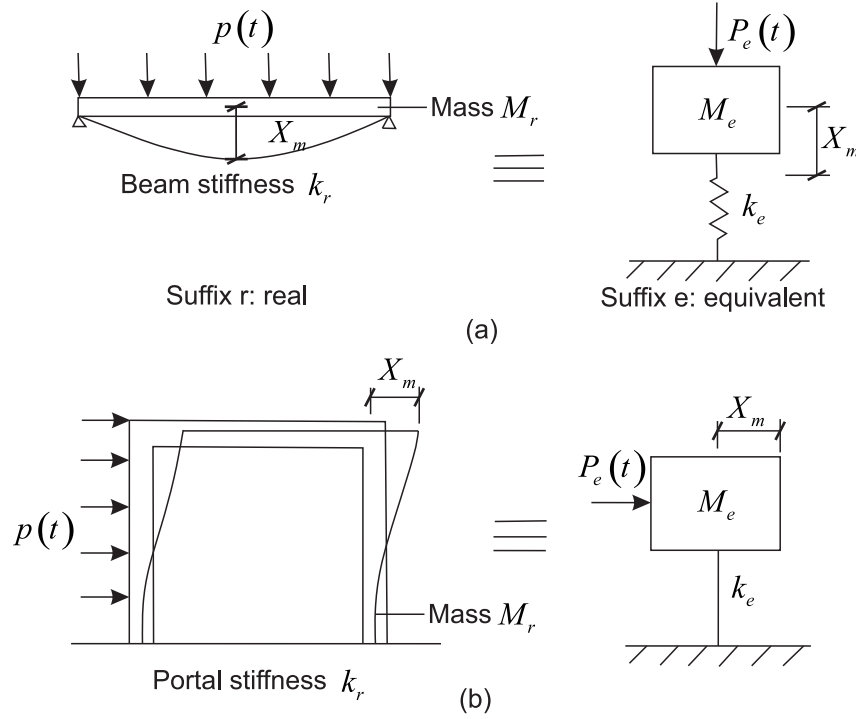 p(t)
P_e(t)
Mass M_r
M_e
X_m
X_m
Beam stiffness k_r
k_e
Suffix r: real
Suffix e: equivalent
(a)
X_m
X_m
P_e(t)
M_e
p(t)
k_e
Mass M_r
Portal stiffness k_r
(b)